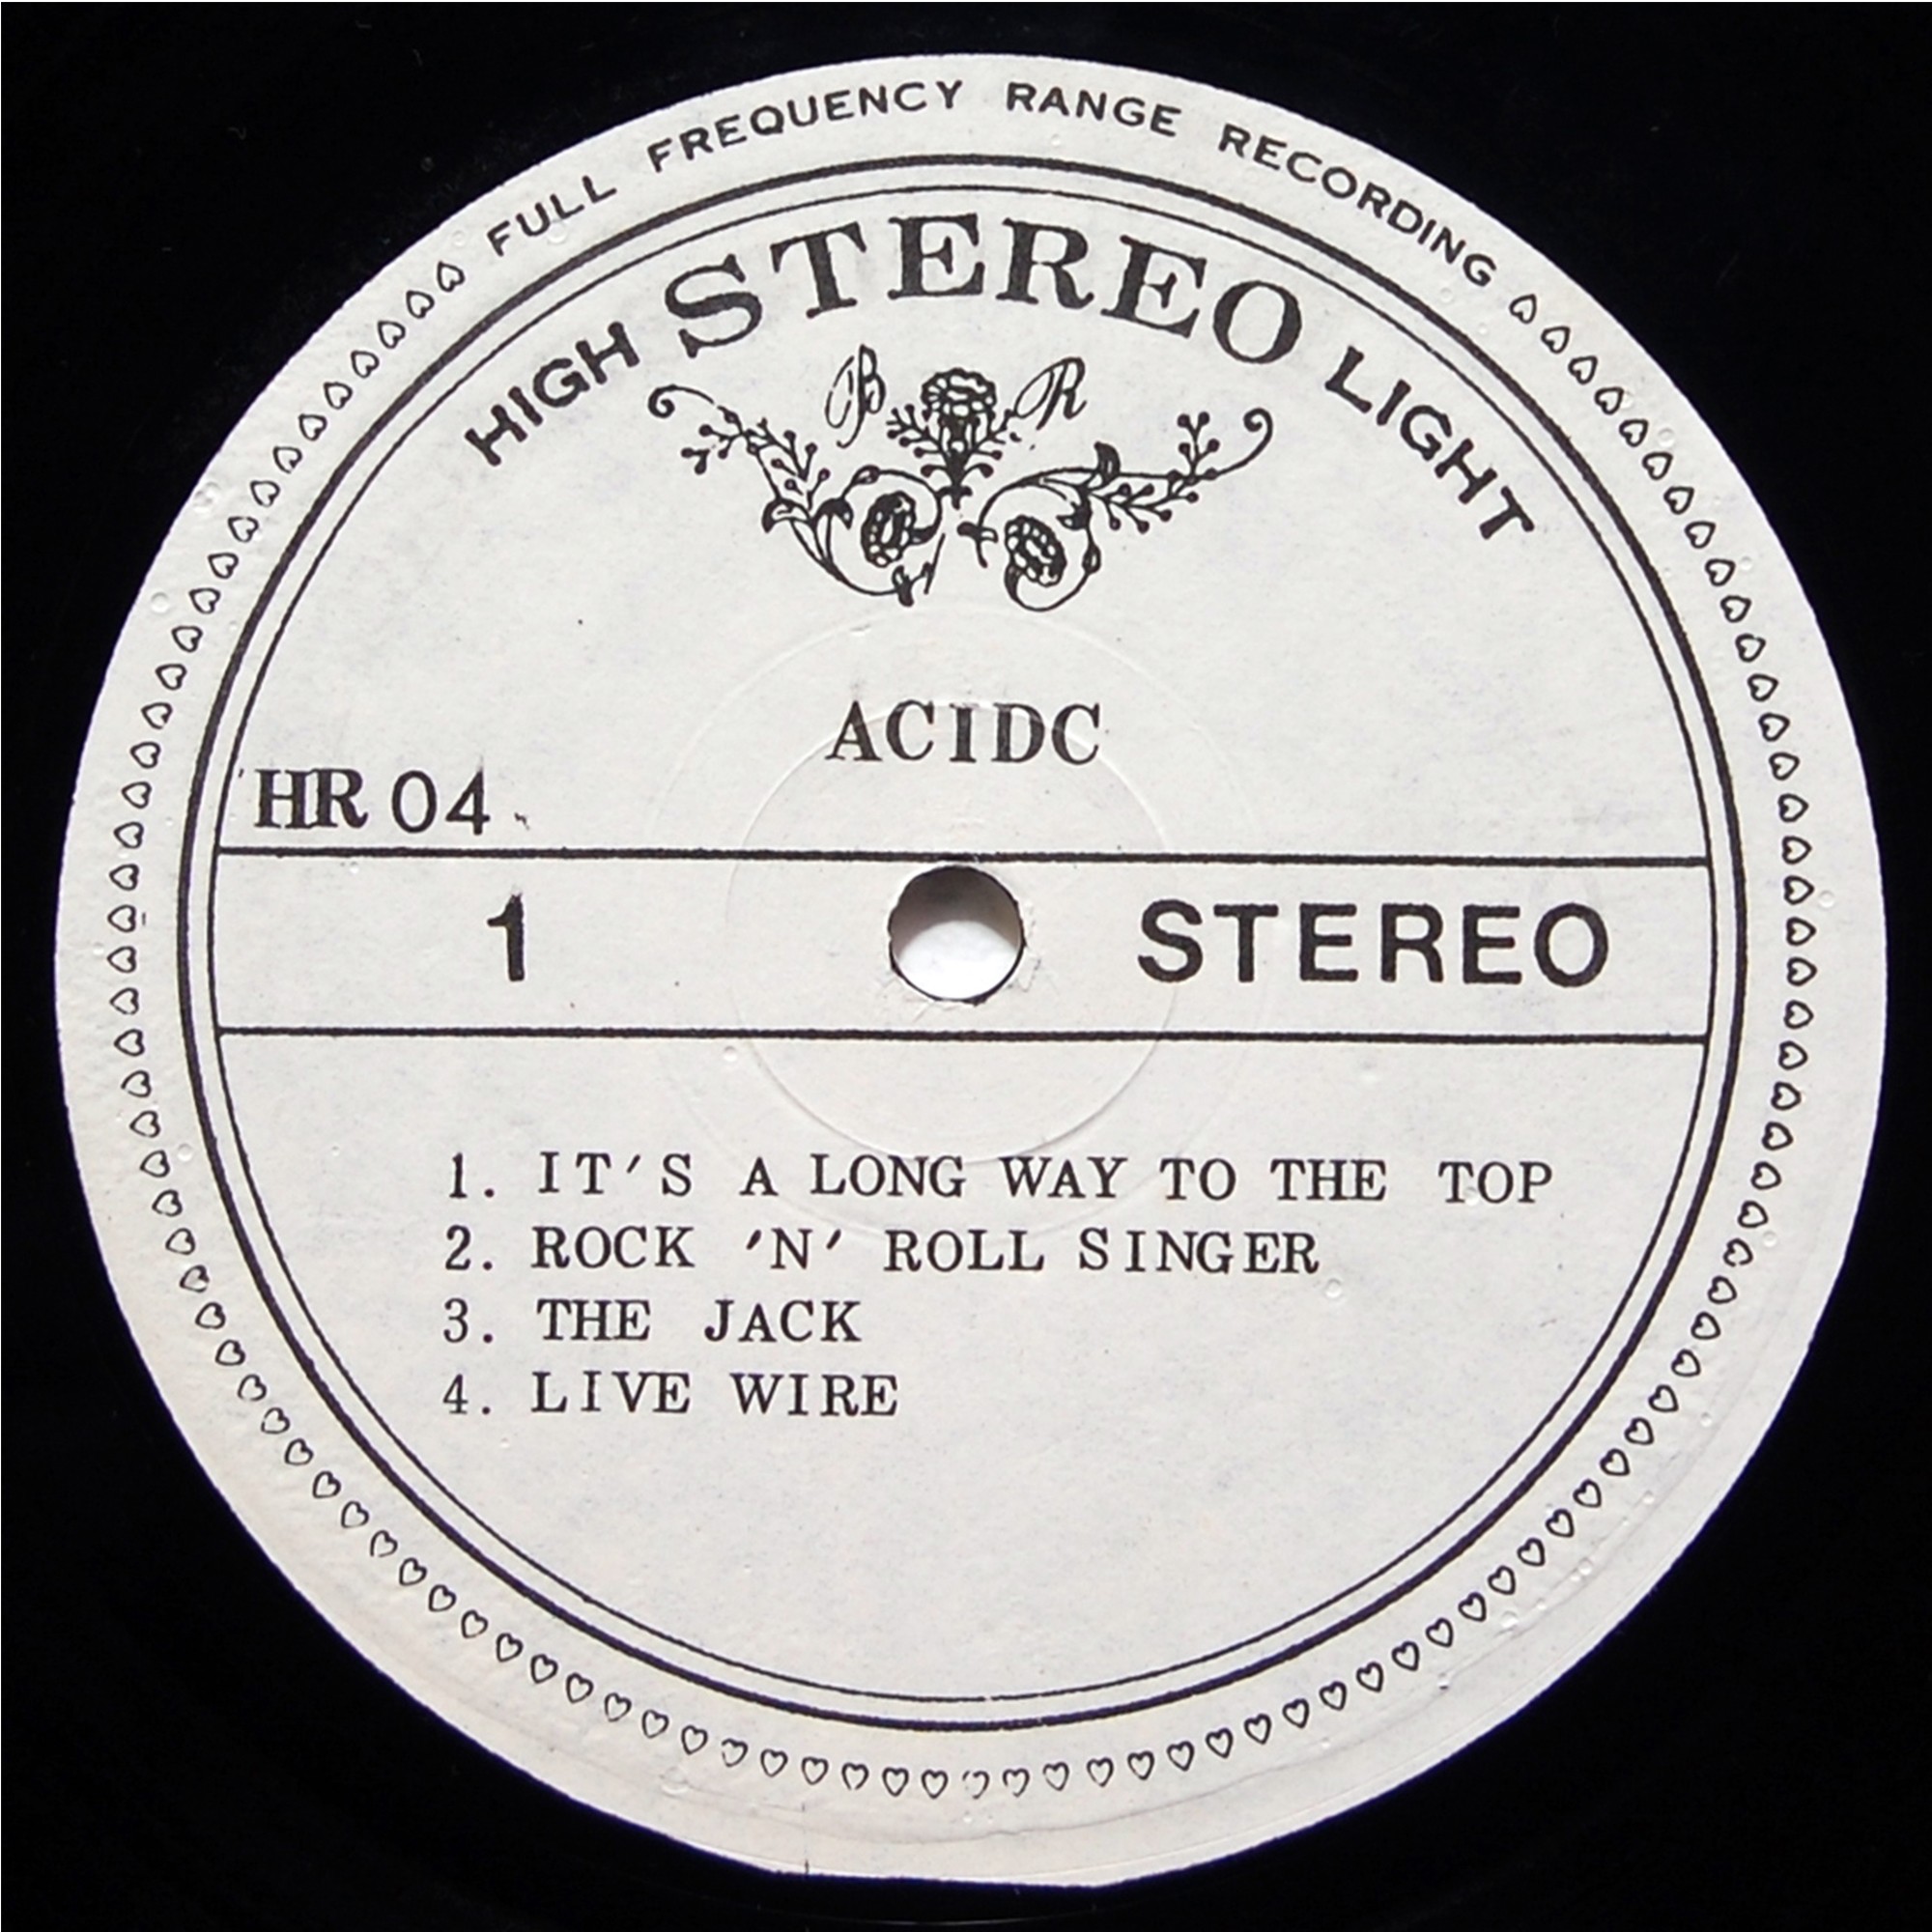 FULL FREQUENCY RANGE RECORDING
HIGH STEREO LIGHT
B R
ACIDC
HR 04
1 STEREO
1. IT'S A LONG WAY TO THE TOP
2. ROCK 'N' ROLL SINGER
3. THE JACK
4. LIVE WIRE